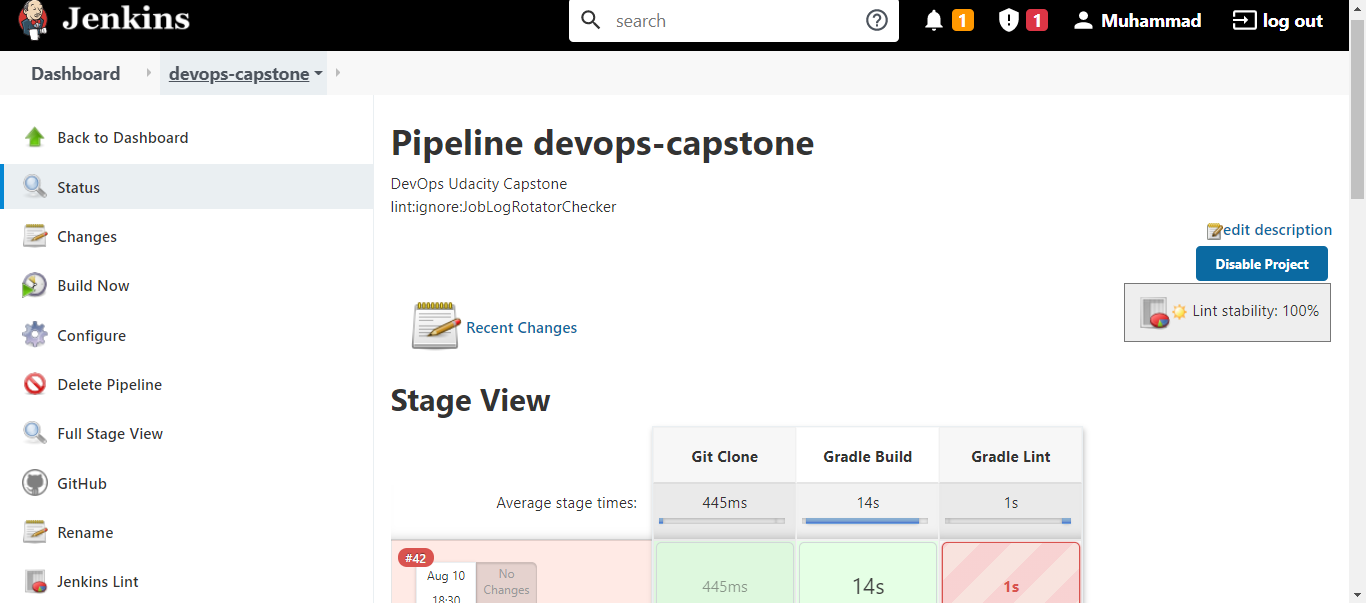 Jenkins
search
1
1
Muhammad
log out
Dashboard
devops-capstone
Back to Dashboard
Status
Changes
Build Now
Configure
Delete Pipeline
Full Stage View
GitHub
Rename
Jenkins Lint
Pipeline devops-capstone
DevOps Udacity Capstone
lint:ignore:JobLogRotatorChecker
edit description
Disable Project
Lint stability: 100%
Recent Changes
Stage View
Git Clone Gradle Build Gradle Lint
Average stage times: 445ms 14s 1s
#42
Aug 10
18:30
No
Changes
445ms 14s 1s